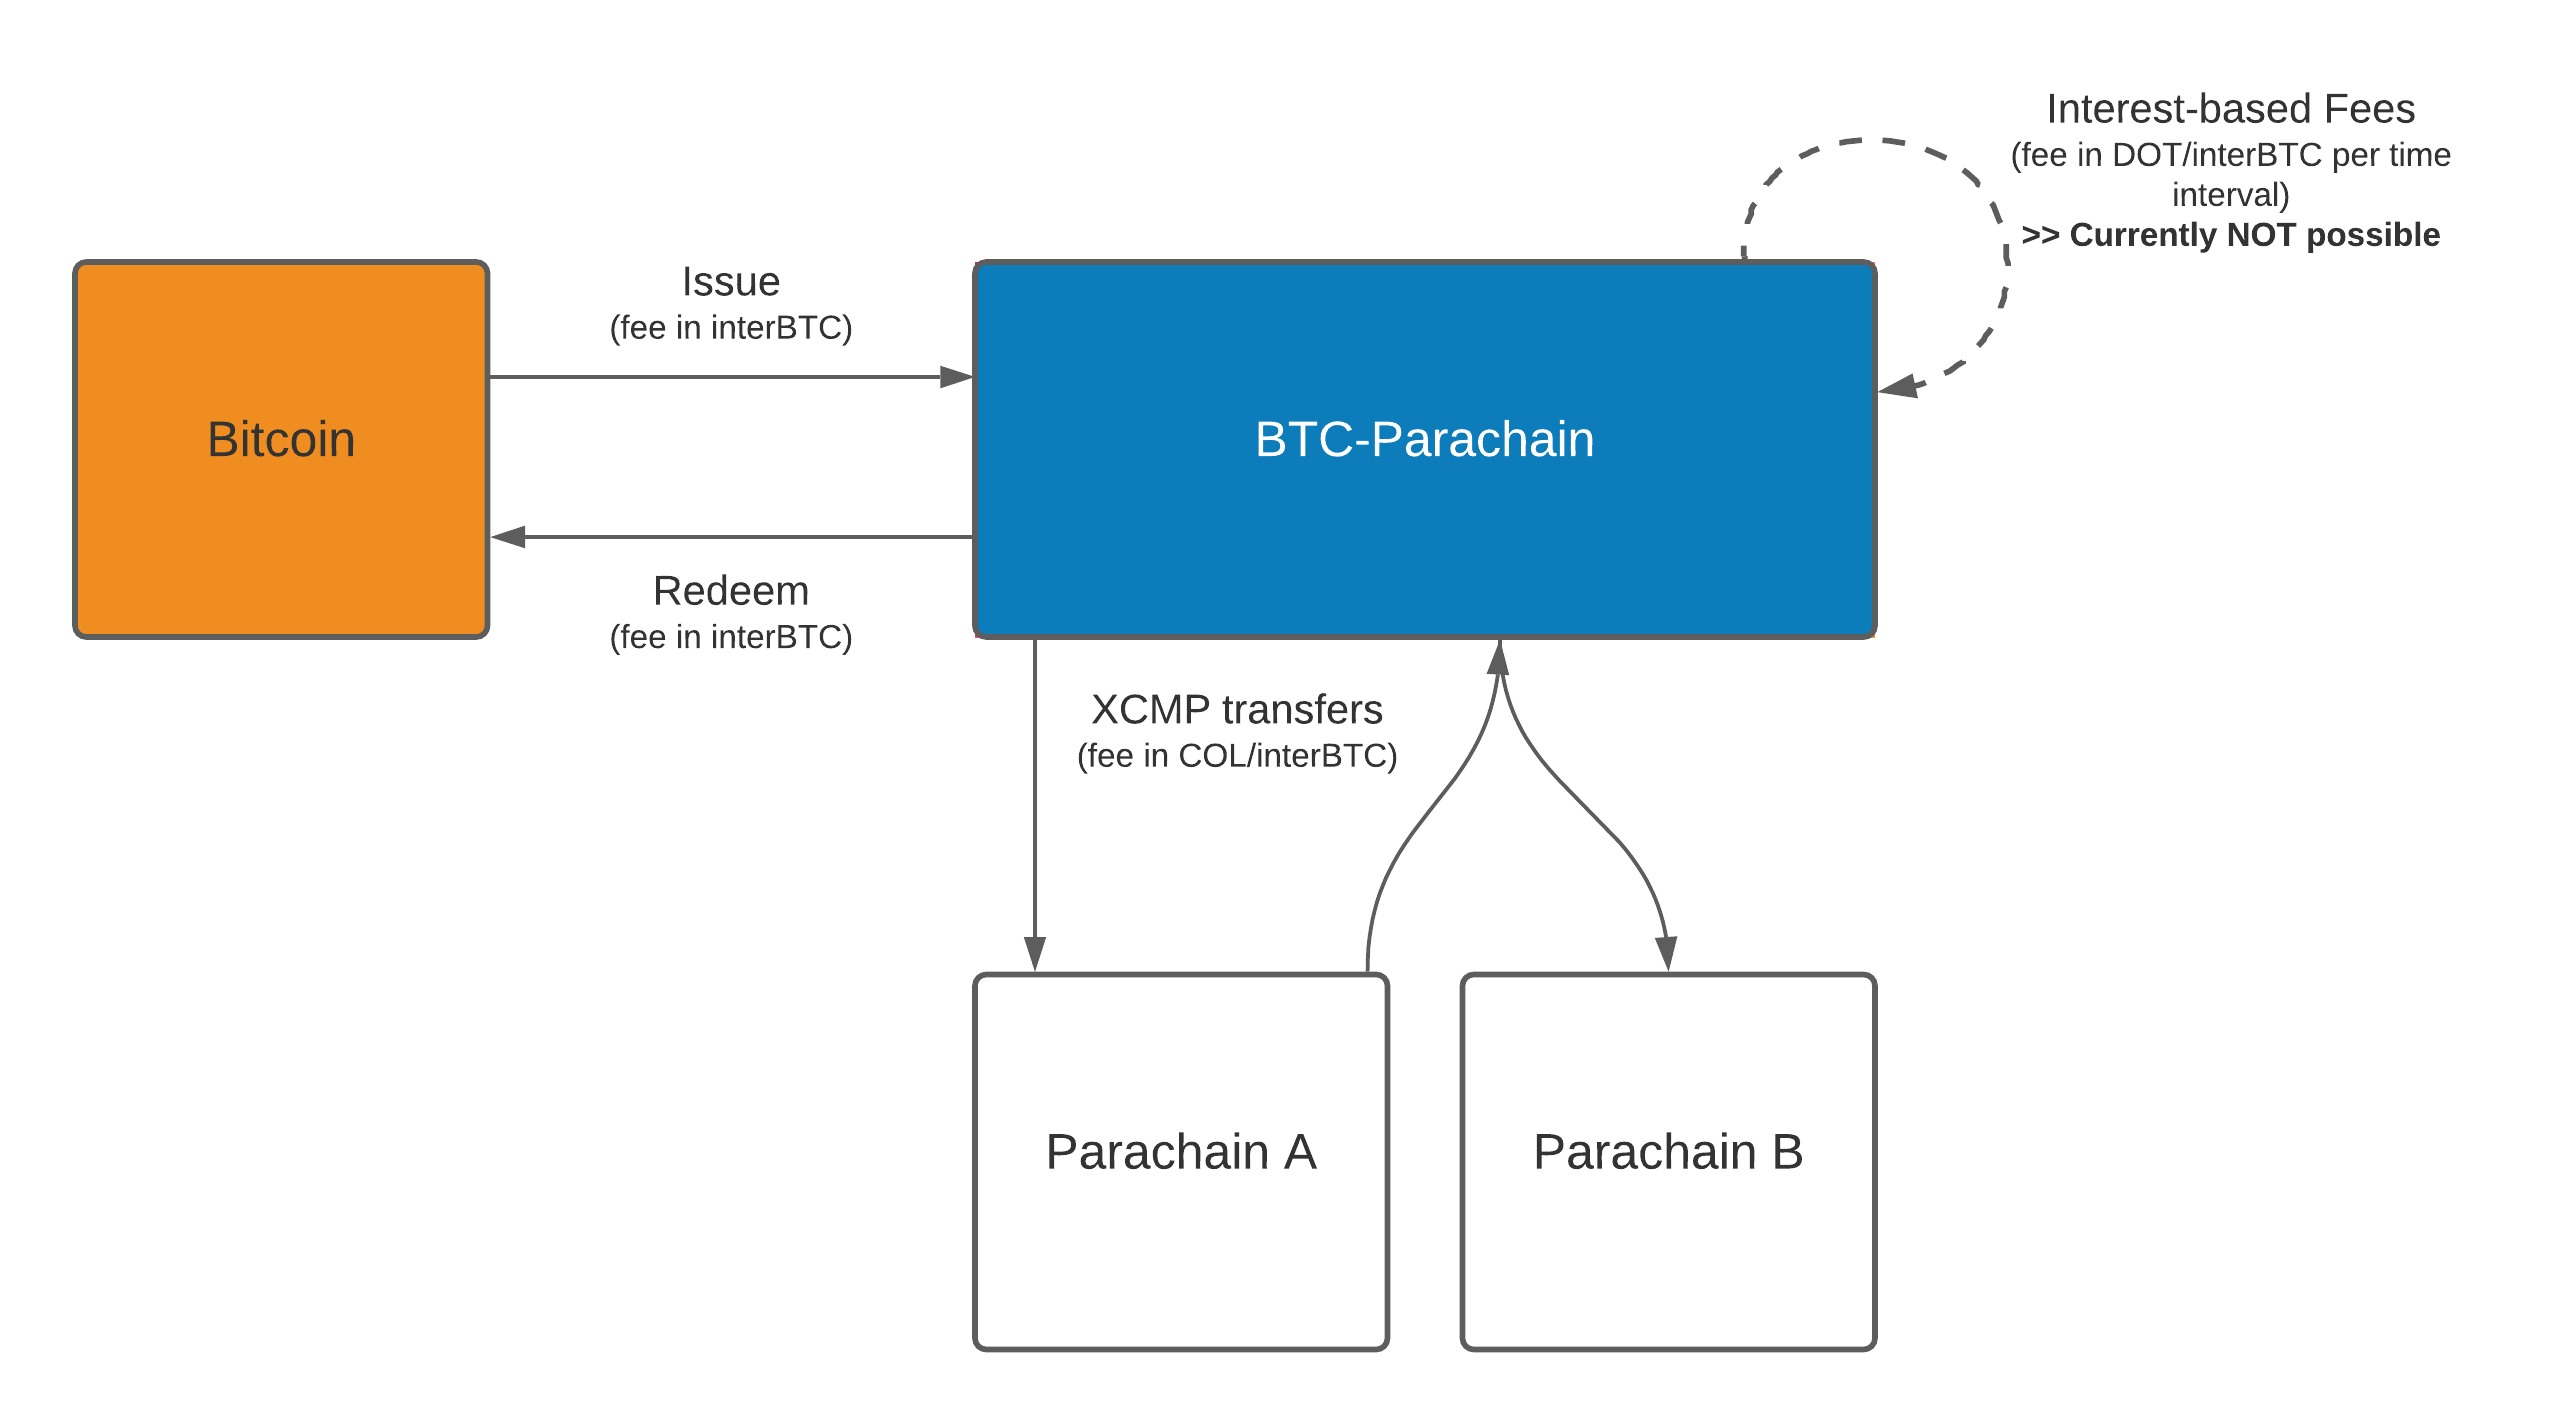 Interest-based Fees
(fee in DOT/interBTC per time
interval)
>> Currently NOT possible
Issue
(fee in interBTC)
Bitcoin
BTC-Parachain
Redeem
(fee in interBTC)
XCMP transfers
(fee in COL/interBTC)
Parachain A
Parachain B